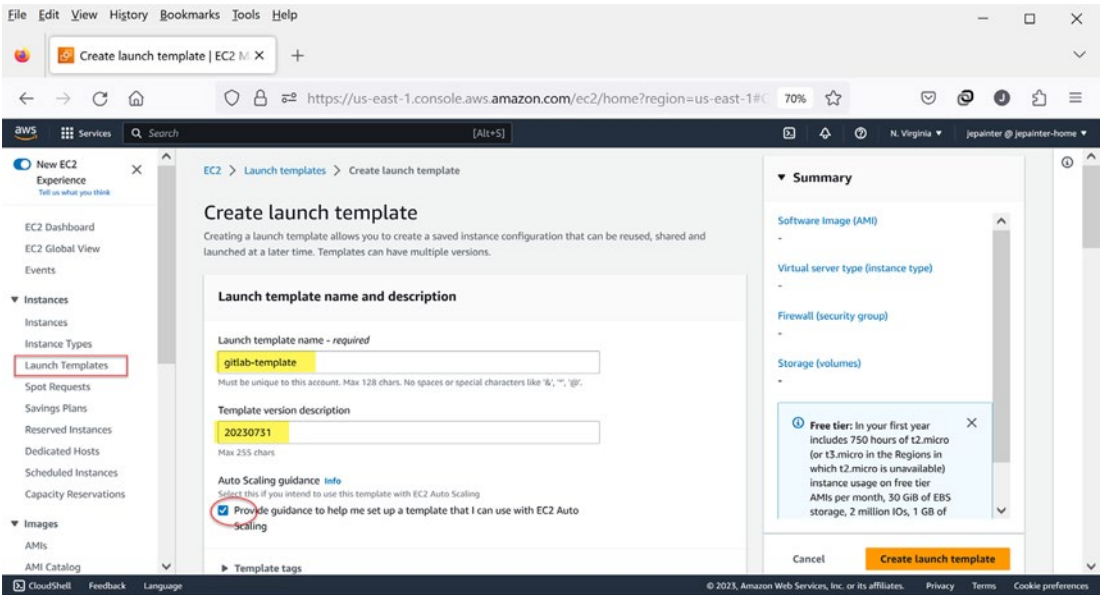 File Edit View History Bookmarks Tools Help
Create launch template | EC2 M
https://us-east-1.console.aws.amazon.com/ec2/home?region=us-east-1#
70%
aws
Services
Search
[Alt+S]
N. Virginia
jepainter @ jepainter-home
New EC2
Experience
Tell us what you think
EC2 Dashboard
EC2 Global View
Events
Instances
Instances
Instance Types
Launch Templates
Spot Requests
Savings Plans
Reserved Instances
Dedicated Hosts
Scheduled Instances
Capacity Reservations
Images
AMIs
AMI Catalog
EC2 > Launch templates > Create launch template
Create launch template
Creating a launch template allows you to create a saved instance configuration that can be reused, shared and
launched at a later time. Templates can have multiple versions.
Launch template name and description
Launch template name - required
gitlab-template
Must be unique to this account. Max 128 chars. No spaces or special characters like '&', '*', '@'.
Template version description
20230731
Max 255 chars
Auto Scaling guidance Info
Select this if you intend to use this template with EC2 Auto Scaling
Provide guidance to help me set up a template that I can use with EC2 Auto
Scaling
Template tags
Summary
Software Image (AMI)
-
Virtual server type (instance type)
-
Firewall (security group)
-
Storage (volumes)
-
Free tier: In your first year
includes 750 hours of t2.micro
(or t3.micro in the Regions in
which t2.micro is unavailable)
instance usage on free tier
AMIs per month, 30 GiB of EBS
storage, 2 million IOs, 1 GB of
Cancel
Create launch template
CloudShell Feedback Language
© 2023, Amazon Web Services, Inc. or its affiliates. Privacy Terms Cookie preferences